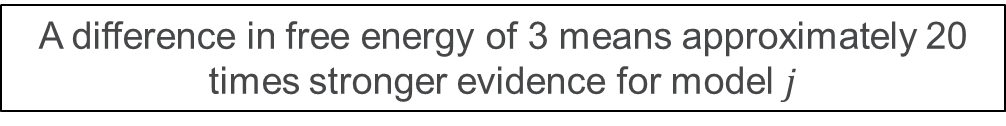 A difference in free energy of 3 means approximately 20
times stronger evidence for model j